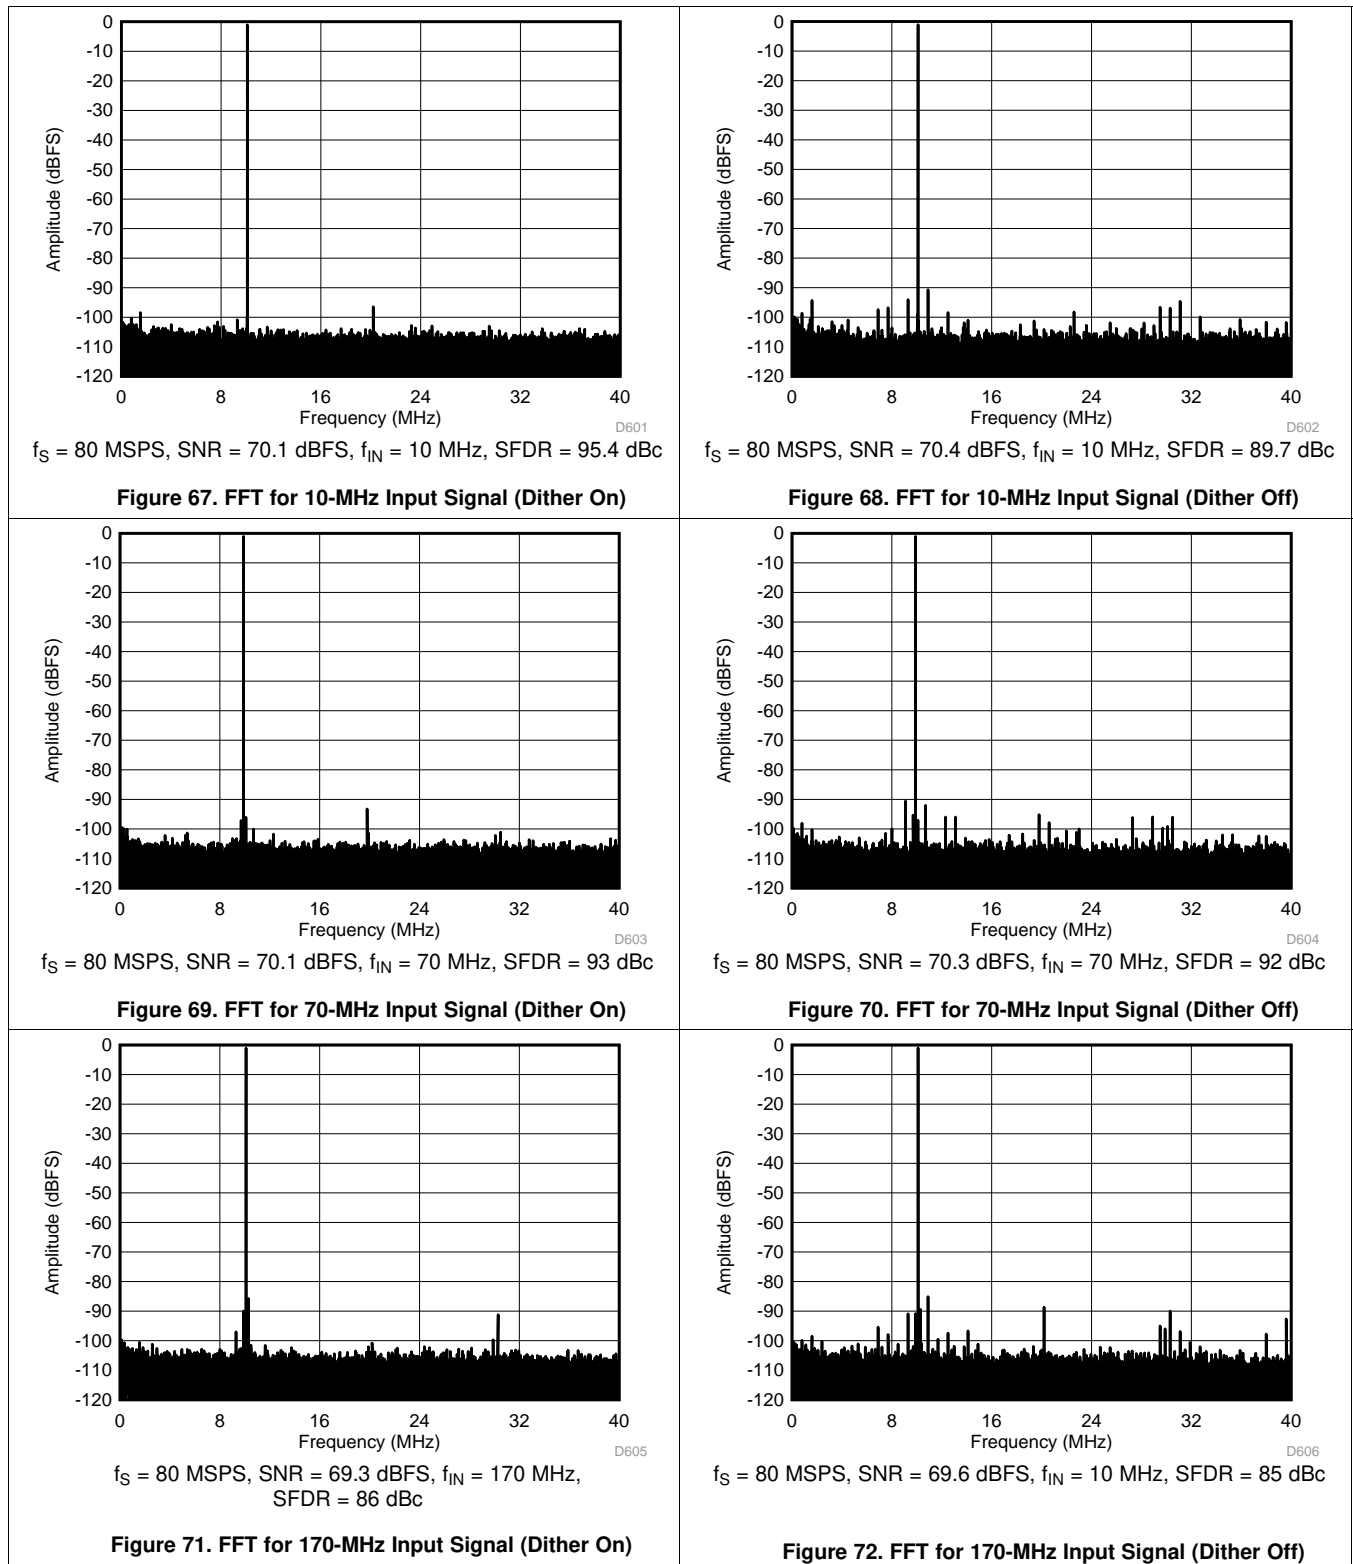 0
-10
-20
-30
-40
-50
-60
-70
-80
-90
-100
-110
-120
Amplitude (dBFS)
0 8 16 24 32 40
Frequency (MHz)
D601
fS = 80 MSPS, SNR = 70.1 dBFS, fIN = 10 MHz, SFDR = 95.4 dBc
Figure 67. FFT for 10-MHz Input Signal (Dither On)
0
-10
-20
-30
-40
-50
-60
-70
-80
-90
-100
-110
-120
Amplitude (dBFS)
0 8 16 24 32 40
Frequency (MHz)
D602
fS = 80 MSPS, SNR = 70.4 dBFS, fIN = 10 MHz, SFDR = 89.7 dBc
Figure 68. FFT for 10-MHz Input Signal (Dither Off)
0
-10
-20
-30
-40
-50
-60
-70
-80
-90
-100
-110
-120
Amplitude (dBFS)
0 8 16 24 32 40
Frequency (MHz)
D603
fS = 80 MSPS, SNR = 70.1 dBFS, fIN = 70 MHz, SFDR = 93 dBc
Figure 69. FFT for 70-MHz Input Signal (Dither On)
0
-10
-20
-30
-40
-50
-60
-70
-80
-90
-100
-110
-120
Amplitude (dBFS)
0 8 16 24 32 40
Frequency (MHz)
D604
fS = 80 MSPS, SNR = 70.3 dBFS, fIN = 70 MHz, SFDR = 92 dBc
Figure 70. FFT for 70-MHz Input Signal (Dither Off)
0
-10
-20
-30
-40
-50
-60
-70
-80
-90
-100
-110
-120
Amplitude (dBFS)
0 8 16 24 32 40
Frequency (MHz)
D605
fS = 80 MSPS, SNR = 69.3 dBFS, fIN = 170 MHz,
SFDR = 86 dBc
Figure 71. FFT for 170-MHz Input Signal (Dither On)
0
-10
-20
-30
-40
-50
-60
-70
-80
-90
-100
-110
-120
Amplitude (dBFS)
0 8 16 24 32 40
Frequency (MHz)
D606
fS = 80 MSPS, SNR = 69.6 dBFS, fIN = 10 MHz, SFDR = 85 dBc
Figure 72. FFT for 170-MHz Input Signal (Dither Off)